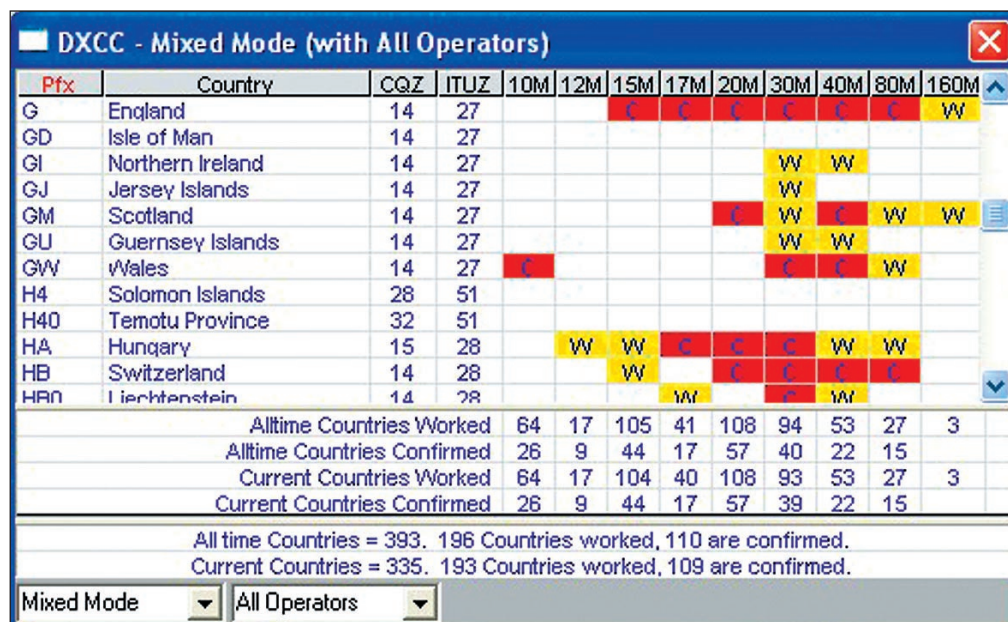 DXCC - Mixed Mode (with All Operators)
Pfx Country CQZ ITUZ 10M 12M 15M 17M 20M 30M 40M 80M 160M
G England 14 27 C C C C C C W
GD Isle of Man 14 27
GI Northern Ireland 14 27 W W
GJ Jersey Islands 14 27 W
GM Scotland 14 27 C W C W W
GU Guernsey Islands 14 27 W W
GW Wales 14 27 C C C W
H4 Solomon Islands 28 51
H40 Temotu Province 32 51
HA Hungary 15 28 W W C C C W W
HB Switzerland 14 28 W C C C C
HB0 Liechtenstein 14 28 W C W
Alltime Countries Worked 64 17 105 41 108 94 53 27 3
Alltime Countries Confirmed 26 9 44 17 57 40 22 15
Current Countries Worked 64 17 104 40 108 93 53 27 3
Current Countries Confirmed 26 9 44 17 57 39 22 15
All time Countries = 393. 196 Countries worked, 110 are confirmed.
Current Countries = 335. 193 Countries worked, 109 are confirmed.
Mixed Mode All Operators